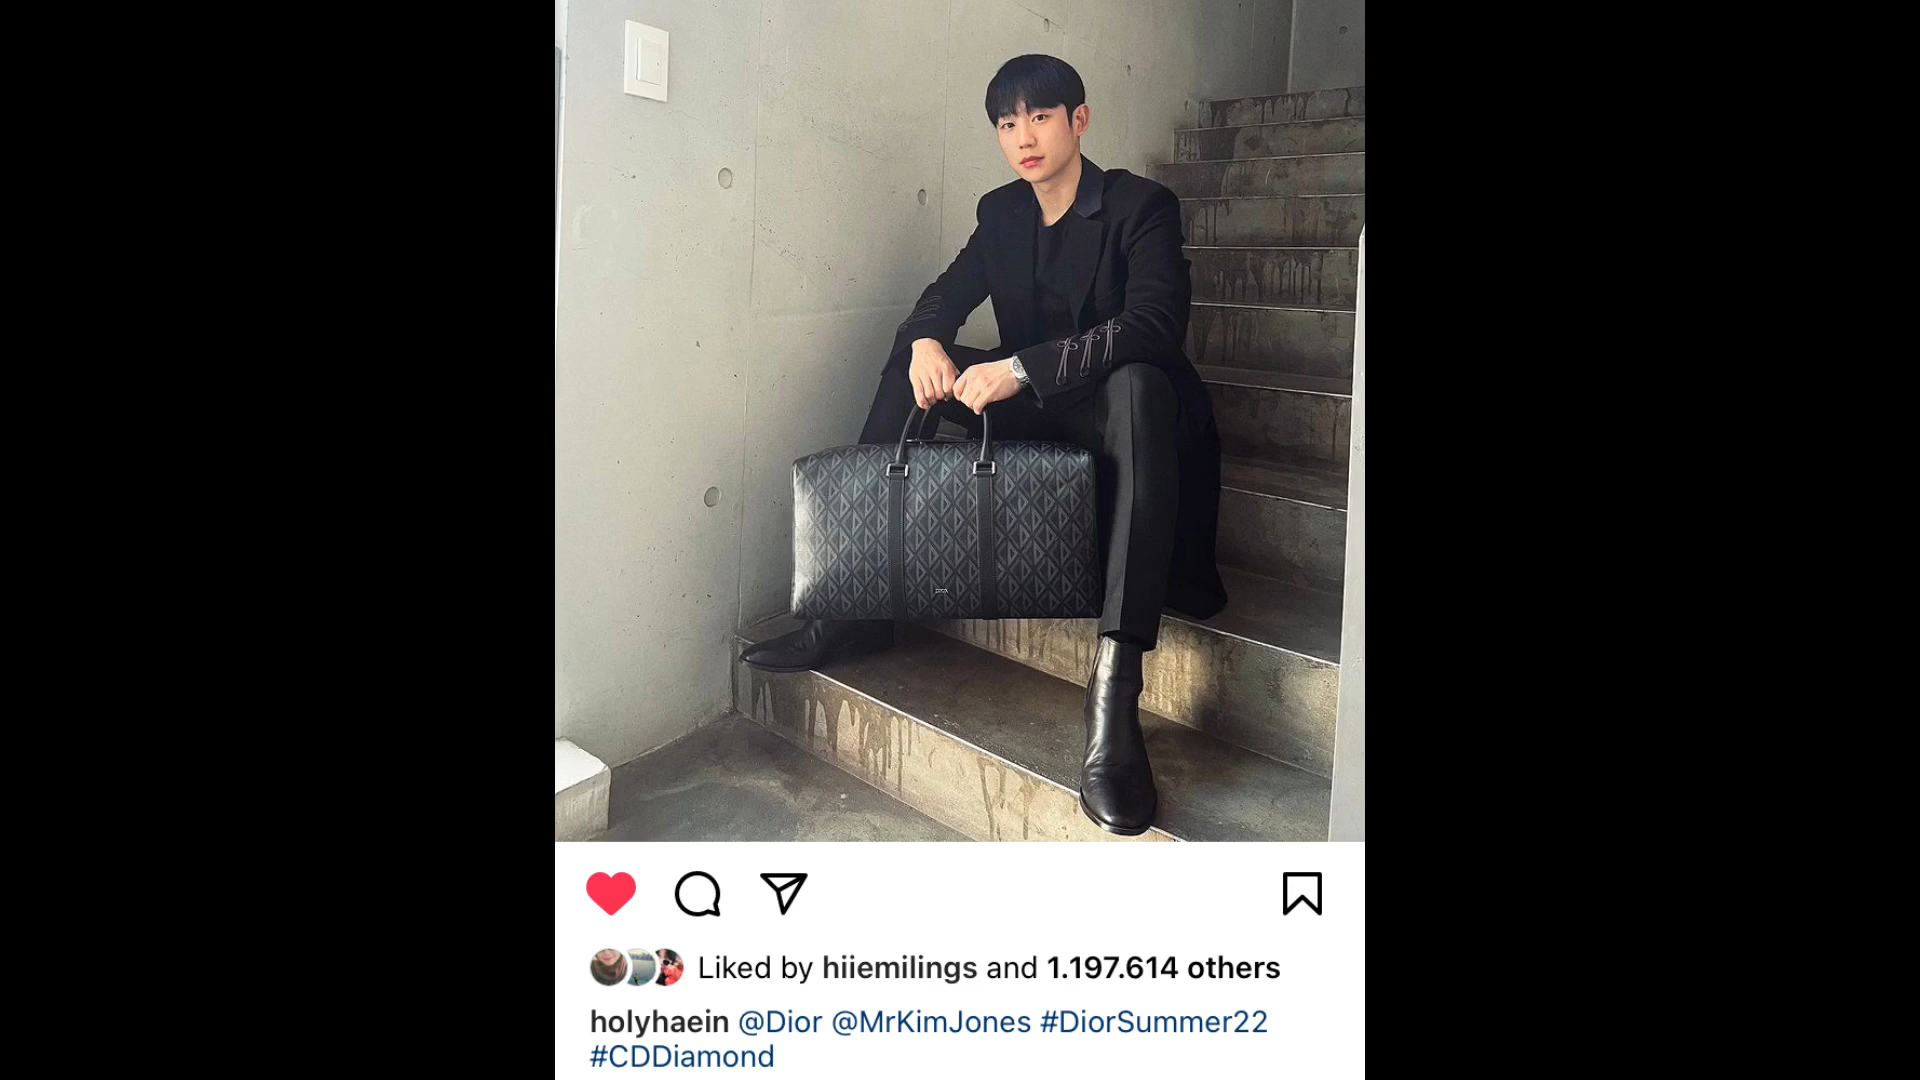 Liked by hiiemilings and 1.197.614 others
holyhaein @Dior @MrKimJones #DiorSummer22
#CDDiamond